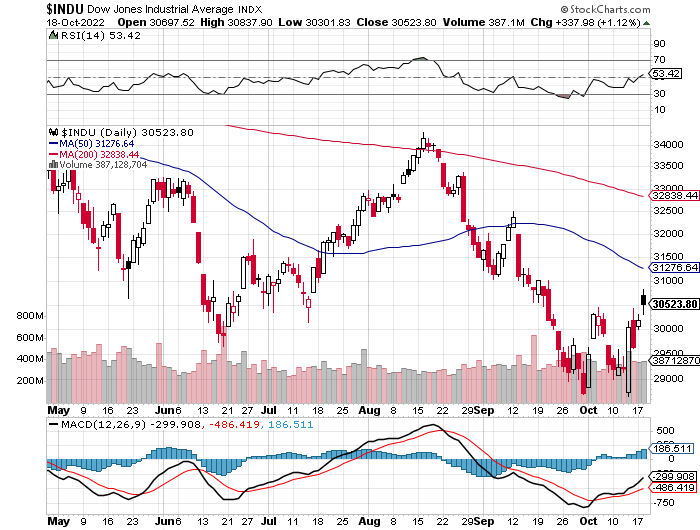 $INDU Dow Jones Industrial Average INDX © StockCharts.com
18-Oct-2022 Open 30697.52 High 30837.90 Low 30301.83 Close 30523.80 Volume 387.1M Chg +337.98 (+1.12%)
RSI(14) 53.42
90
70
53.42
50
30
10
$INDU (Daily) 30523.80
MA(50) 31276.64
MA(200) 32838.44
Volume 387,128,704
34000
33500
33000
32838.44
32500
32000
31500
31276.64
30523.80
800M 30000
600M
29500
400M 38712870
200M 29000
May 9 16 23 Jun 6 13 21 27 Jul 11 18 25 Aug 8 15 22 29 Sep 12 19 26 Oct 10 17
MACD(12,26,9) -299.908, -486.419, 186.511
500
250
186.511
0
-299.908
-486.419
-750
May 9 16 23 Jun 6 13 21 27 Jul 11 18 25 Aug 8 15 22 29 Sep 12 19 26 Oct 10 17